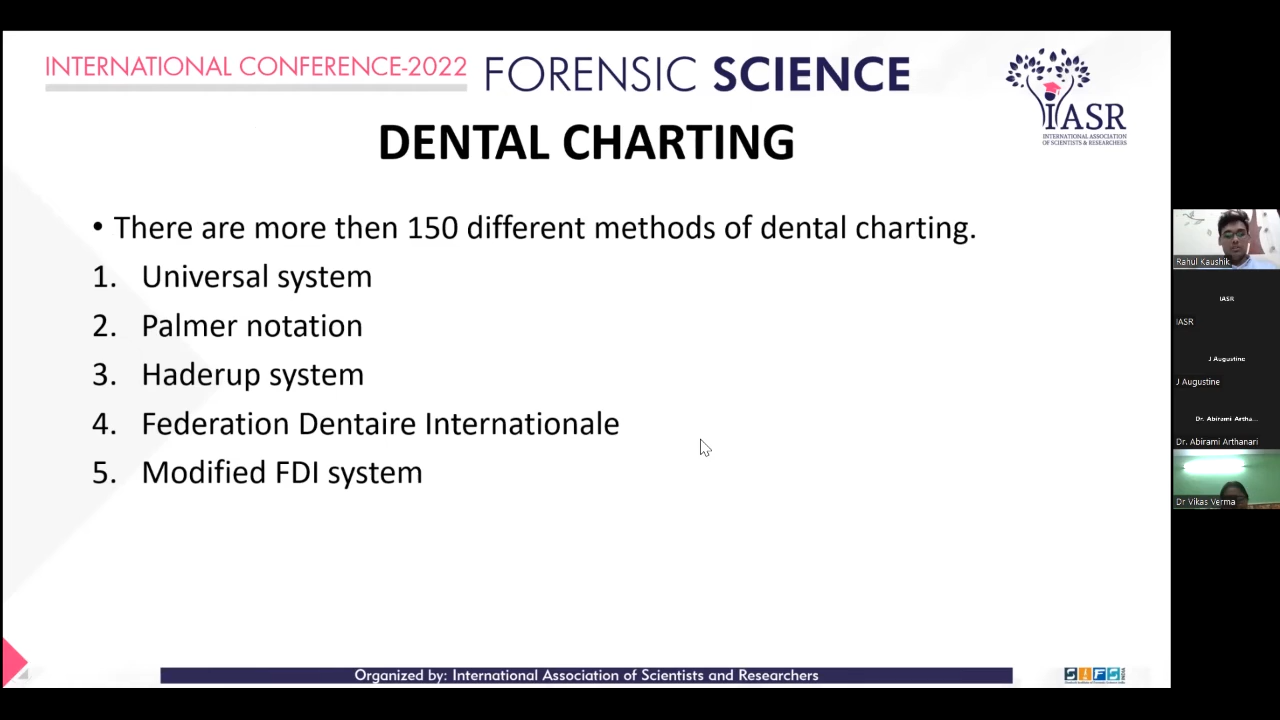 INTERNATIONAL CONFERENCE-2022 FORENSIC SCIENCE
IASR
INTERNATIONAL ASSOCIATION
OF SCIENTISTS & RESEARCHERS
DENTAL CHARTING
• There are more then 150 different methods of dental charting.
1. Universal system
2. Palmer notation
3. Haderup system
4. Federation Dentaire Internationale
5. Modified FDI system
Organized by: International Association of Scientists and Researchers
SIFS
INDIA
Rahul Kaushik
IASR
IASR
J Augustine
J Augustine
Dr. Abirami Artha...
Dr. Abirami Arthanari
Dr Vikas Verma